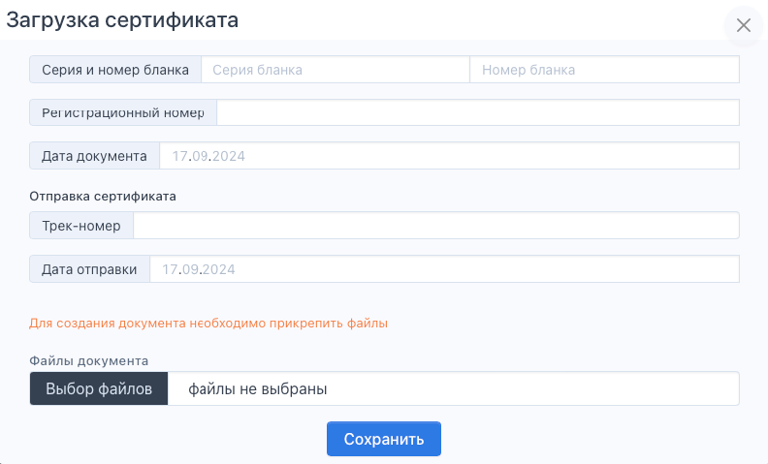 Загрузка сертификата
Серия и номер бланка Серия бланка Номер бланка
Регистрационный номер
Дата документа 17.09.2024
Отправка сертификата
Трек-номер
Дата отправки 17.09.2024
Для создания документа необходимо прикрепить файлы
Файлы документа
Выбор файлов файлы не выбраны
Сохранить